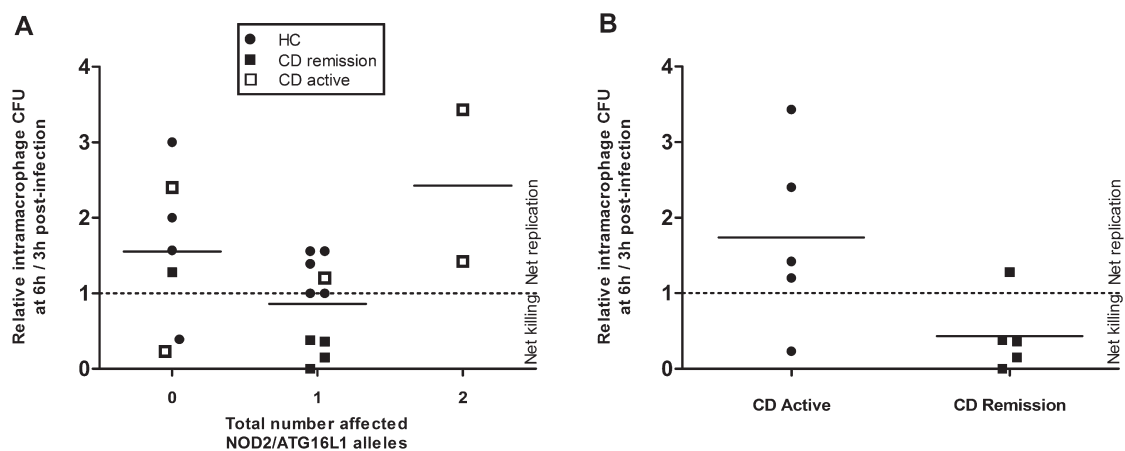 A
HC
CD remission
CD active
Relative intramacrophage CFU
at 6h / 3h post-infection
4
3
2
1
0
Net killing
Net replication
0
1
2
Total number affected
NOD2/ATG16L1 alleles
B
Relative intramacrophage CFU
at 6h / 3h post-infection
4
3
2
1
0
Net killing
Net replication
CD Active
CD Remission